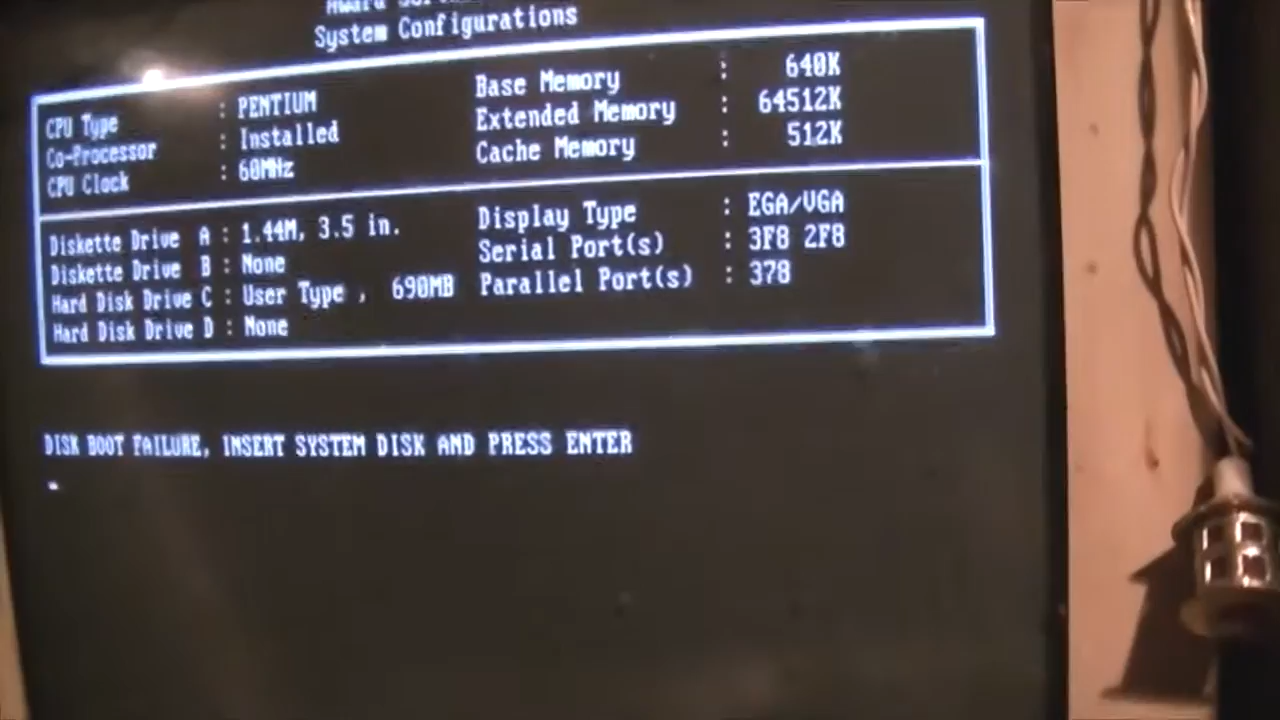 System Configurations
CPU Type : PENTIUM Base Memory : 640K
Co-Processor : Installed Extended Memory : 64512K
CPU Clock : 60MHz Cache Memory : 512K
Diskette Drive A : 1.44M, 3.5 in. Display Type : EGA/VGA
Diskette Drive B : None Serial Port(s) : 3F8 2F8
Hard Disk Drive C : User Type , 690MB Parallel Port(s) : 378
Hard Disk Drive D : None
DISK BOOT FAILURE, INSERT SYSTEM DISK AND PRESS ENTER